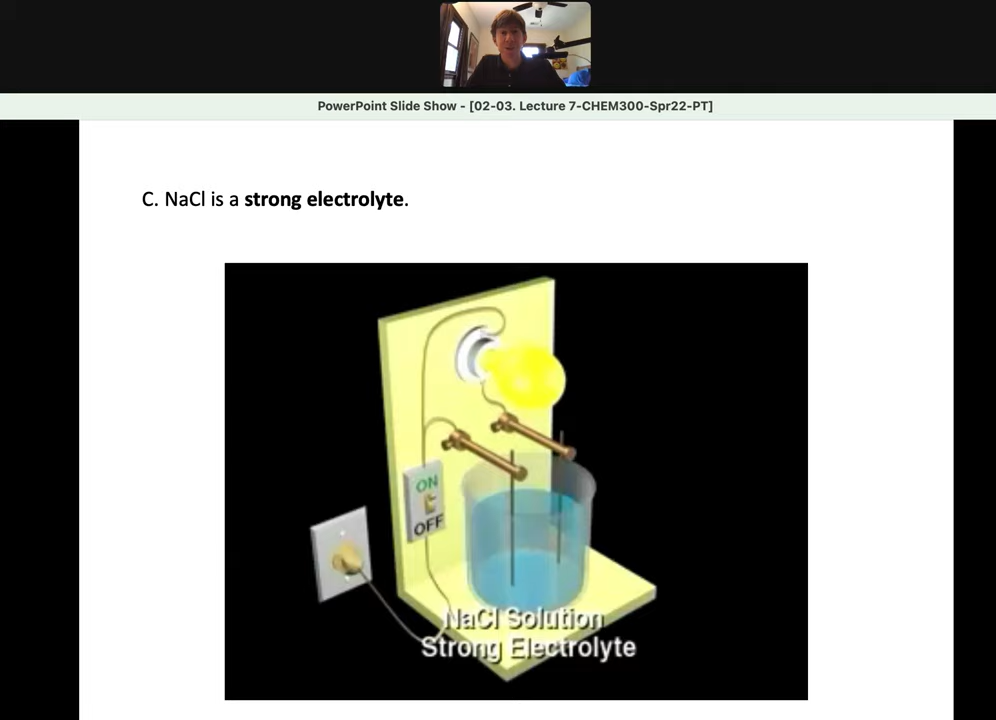 PowerPoint Slide Show - [02-03. Lecture 7-CHEM300-Spr22-PT]
C. NaCl is a strong electrolyte.
ON
OFF
NaCl Solution
Strong Electrolyte